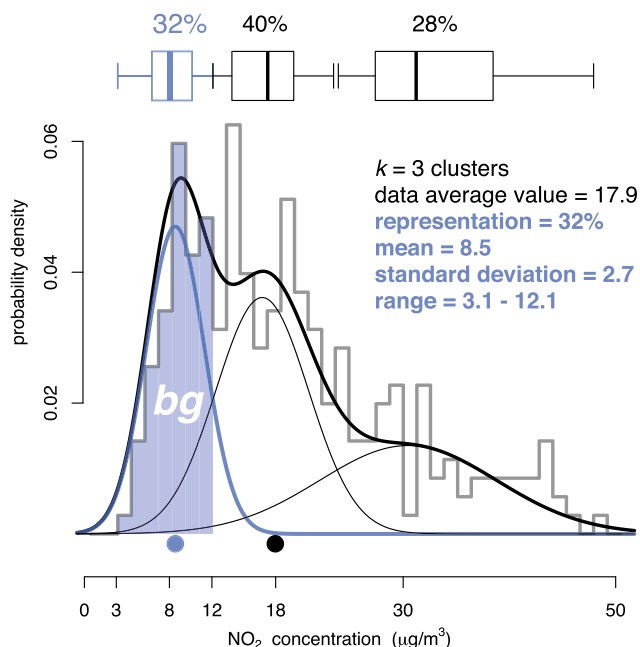 32% 40% 28%
k = 3 clusters
data average value = 17.9
representation = 32%
mean = 8.5
standard deviation = 2.7
range = 3.1 - 12.1
probability density
0.06
0.04
0.02
bg
0 3 8 12 18 30 50
NO₂ concentration (μg/m³)